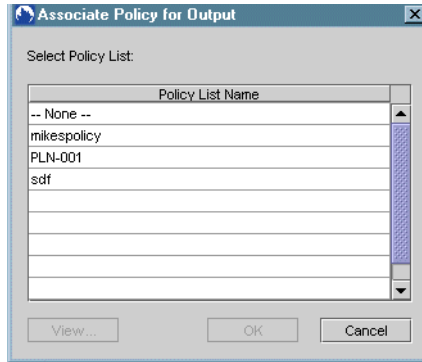 Associate Policy for Output
Select Policy List:
Policy List Name
-- None --
mikespolicy
PLN-001
sdf
View... OK Cancel